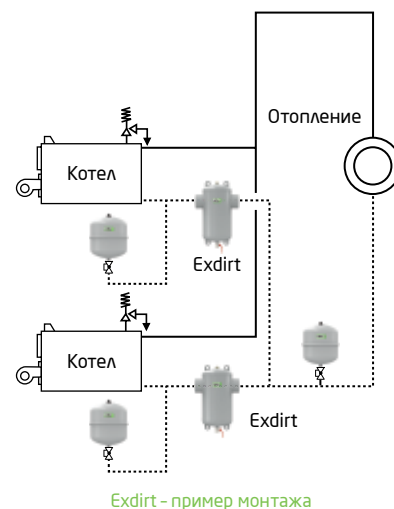 Отопление
Котел
Exdirt
Котел
Exdirt
Exdirt – пример монтажа